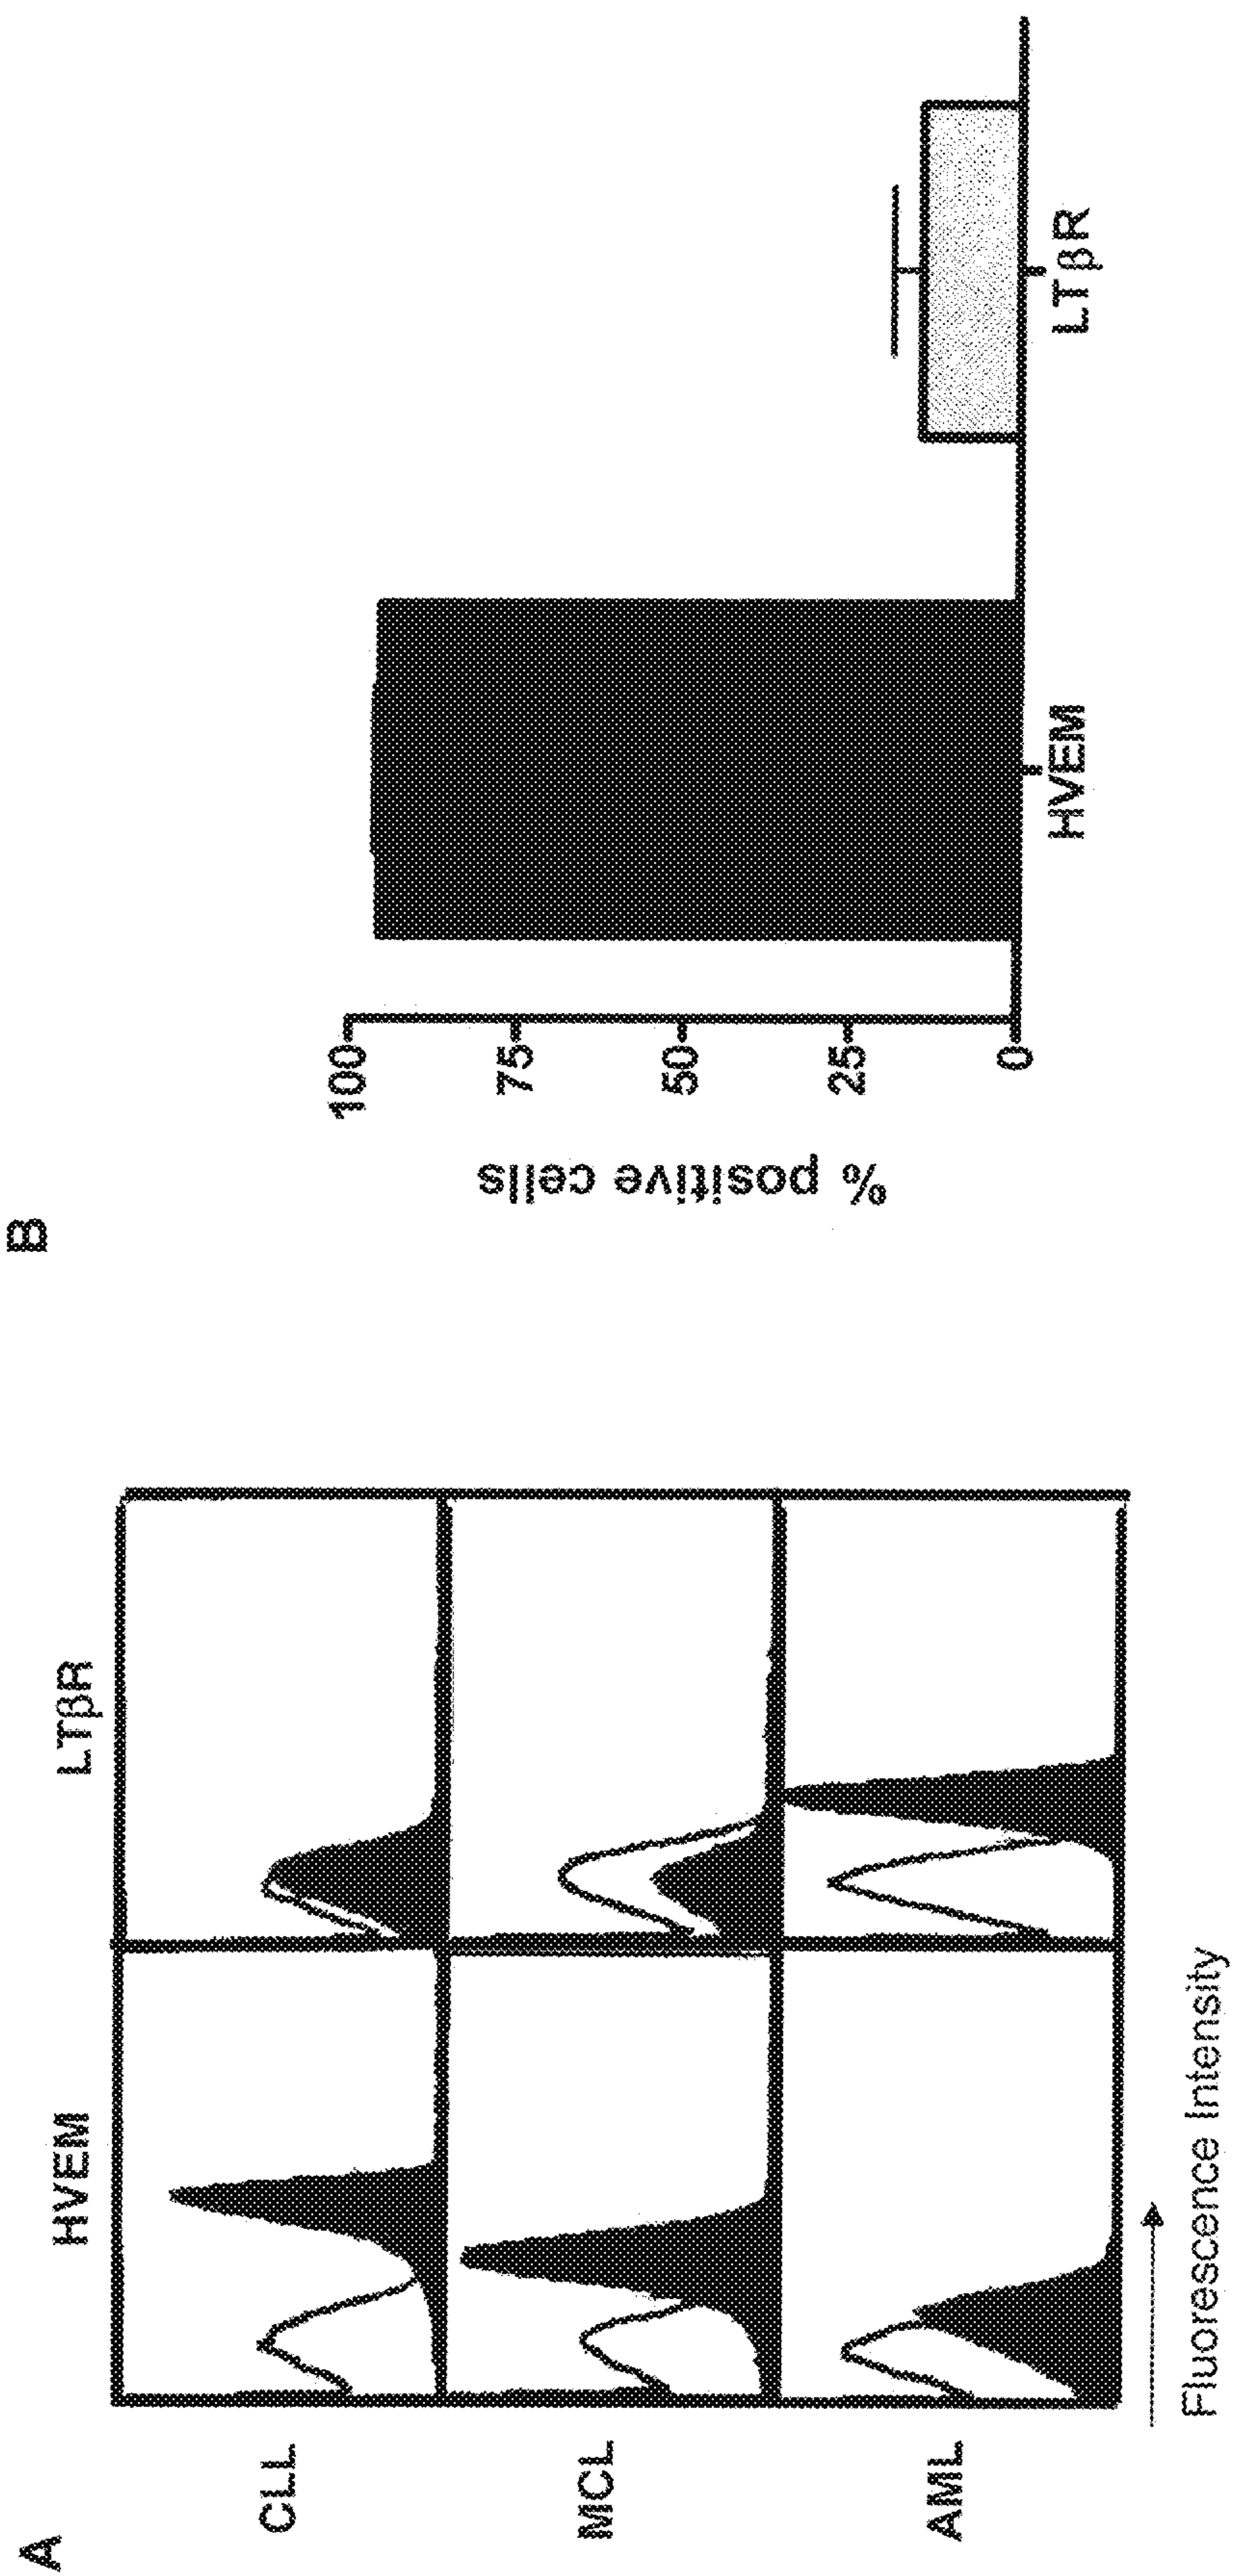 A
HVEM
LTβR
CLL
MCL
AML
Fluorescence Intensity
B
% positive cells
100
75
50
25
0
HVEM
LTβR